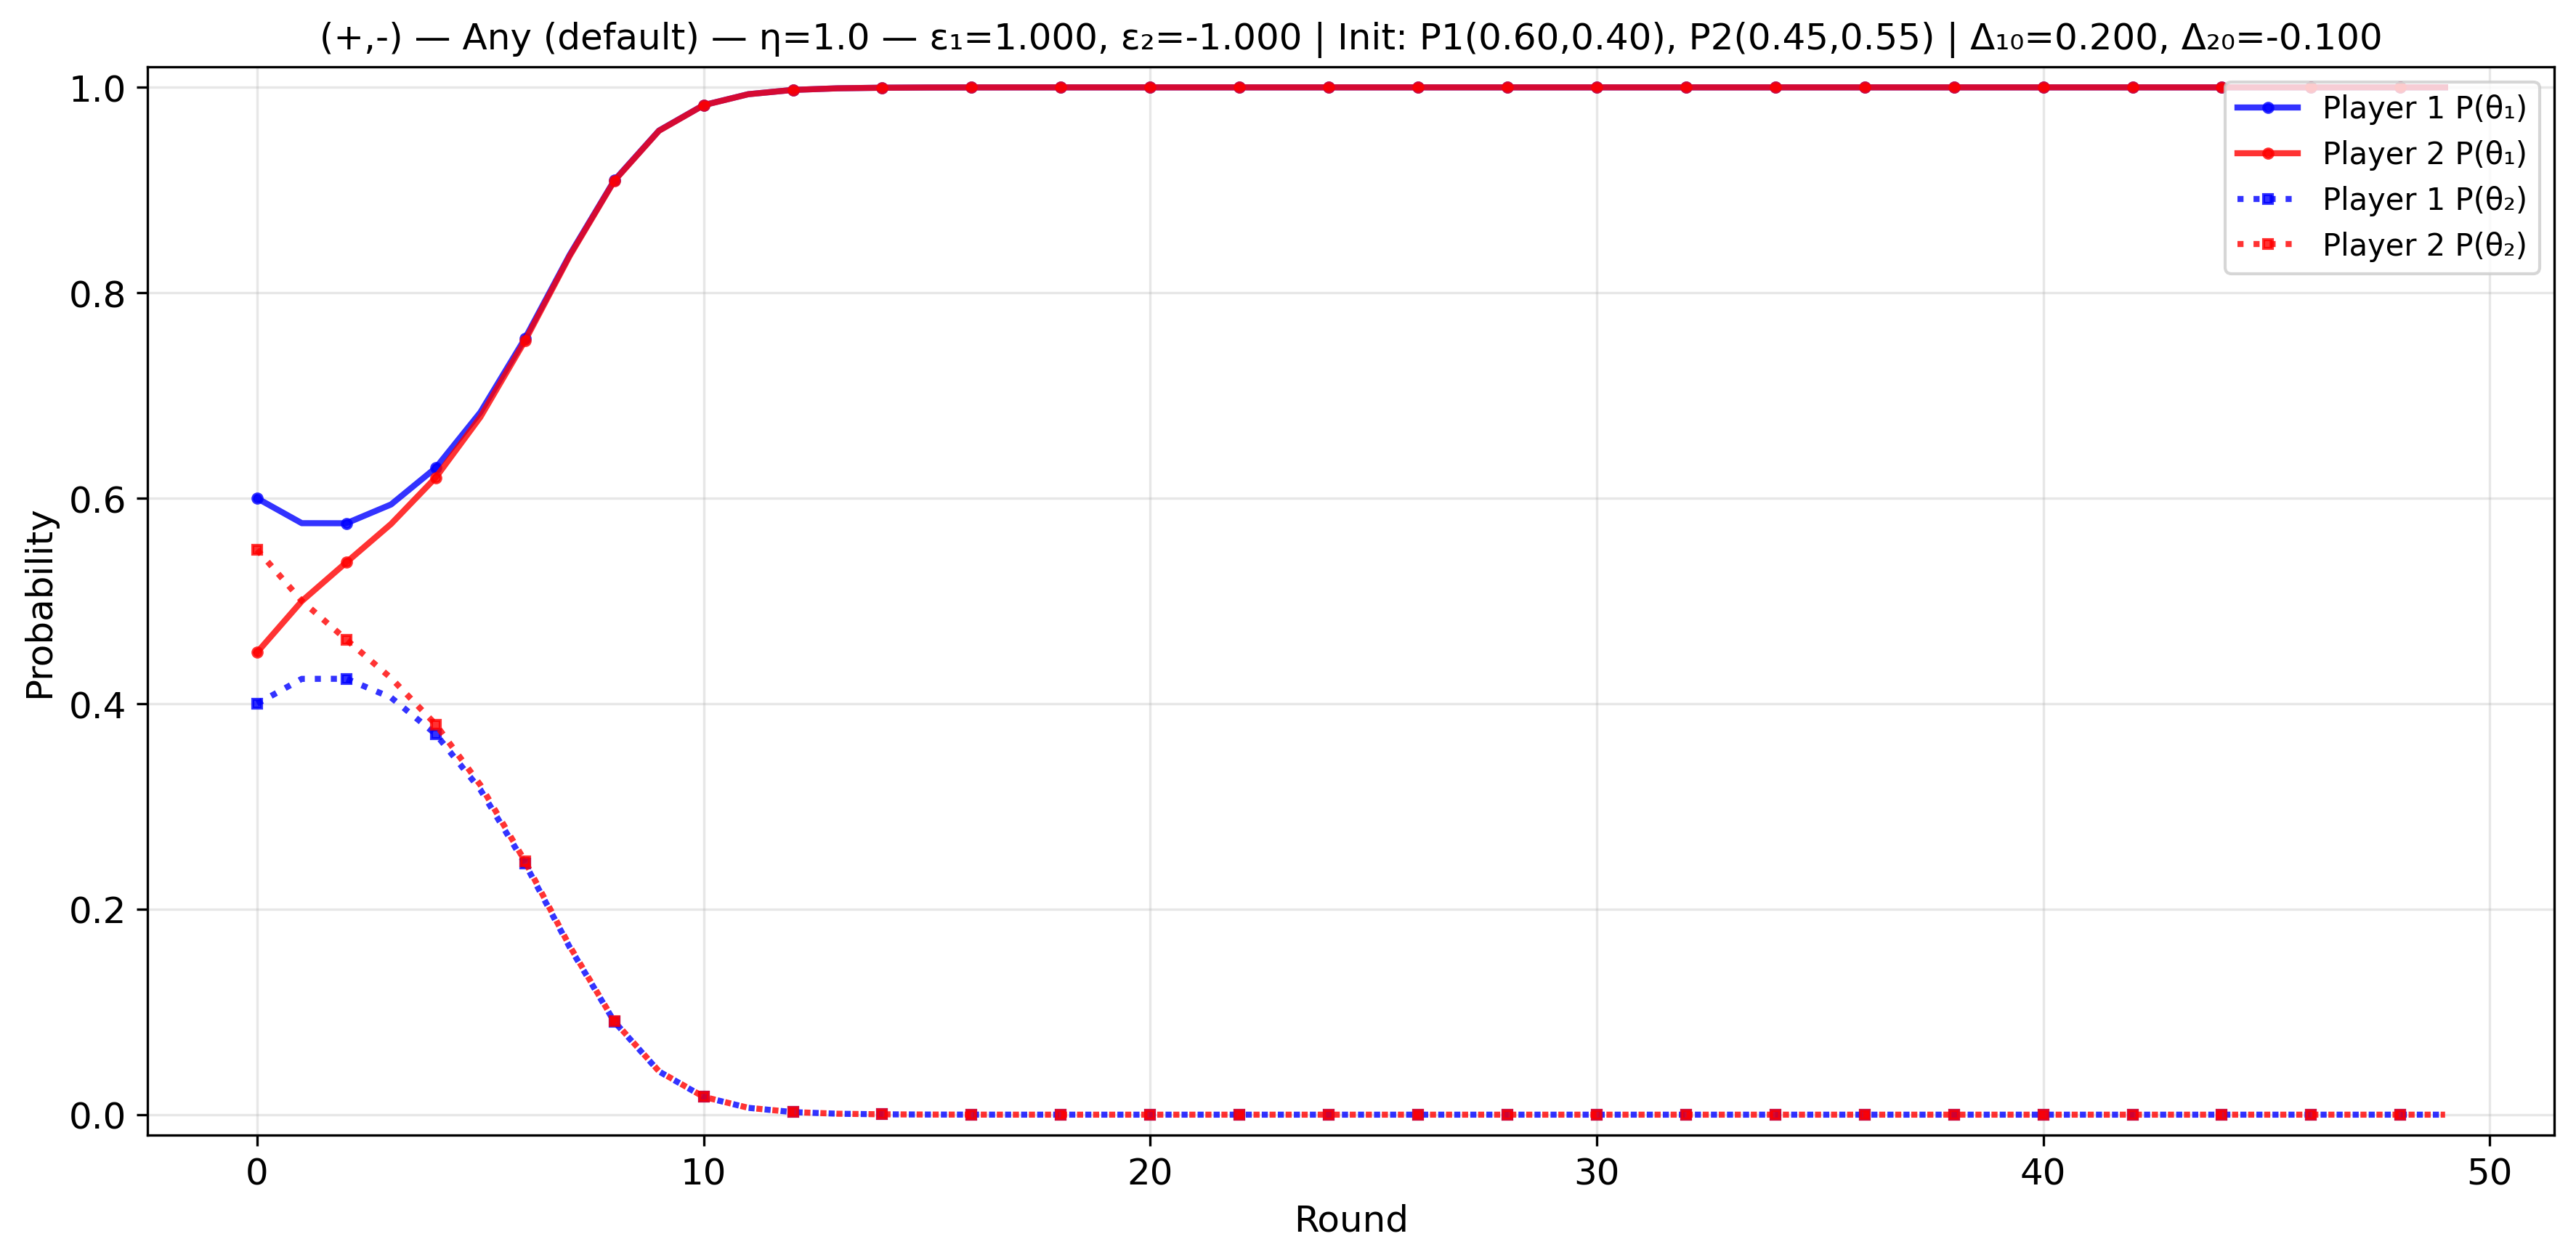 (+,-) — Any (default) — η=1.0 — ε₁=1.000, ε₂=-1.000 | Init: P1(0.60,0.40), P2(0.45,0.55) | Δ₁₀=0.200, Δ₂₀=-0.100
1.0
0.8
0.6
0.4
0.2
0.0
Probability
Player 1 P(θ₁)
Player 2 P(θ₁)
Player 1 P(θ₂)
Player 2 P(θ₂)
0 10 20 30 40 50
Round